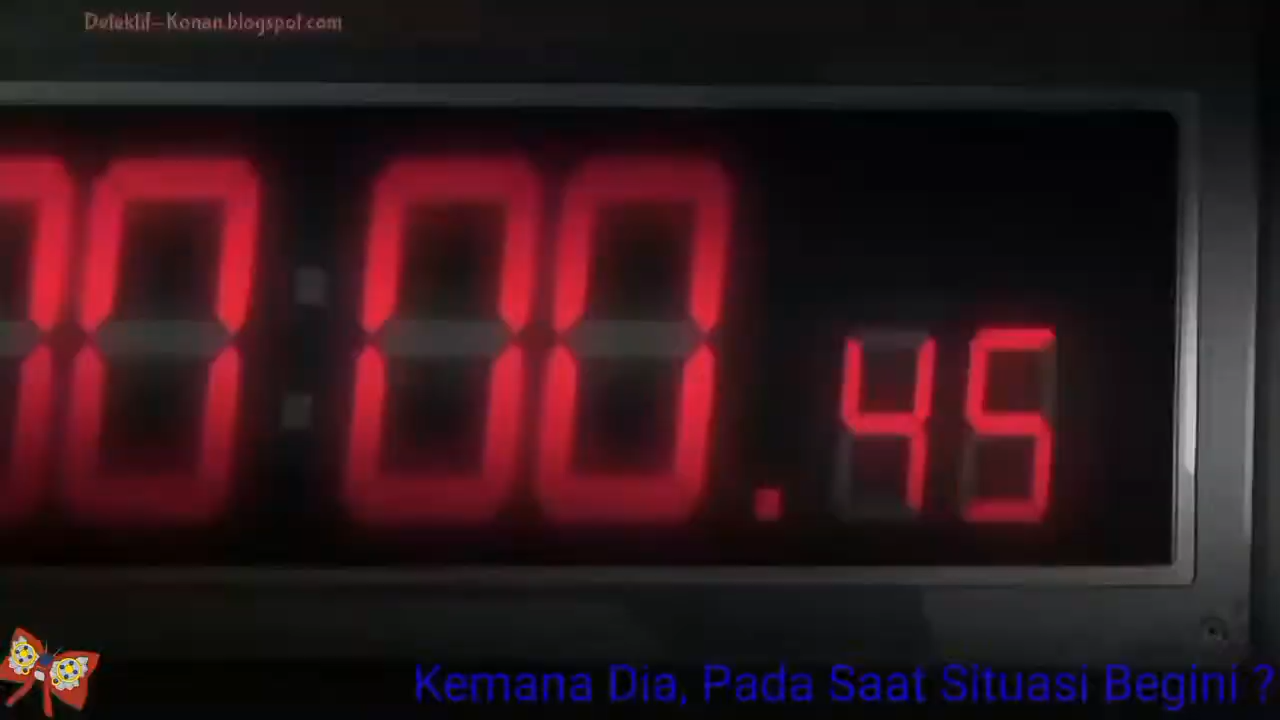 Detektif-Konan.blogspot.com
00:00.45
Kemana Dia, Pada Saat Situasi Begini ?